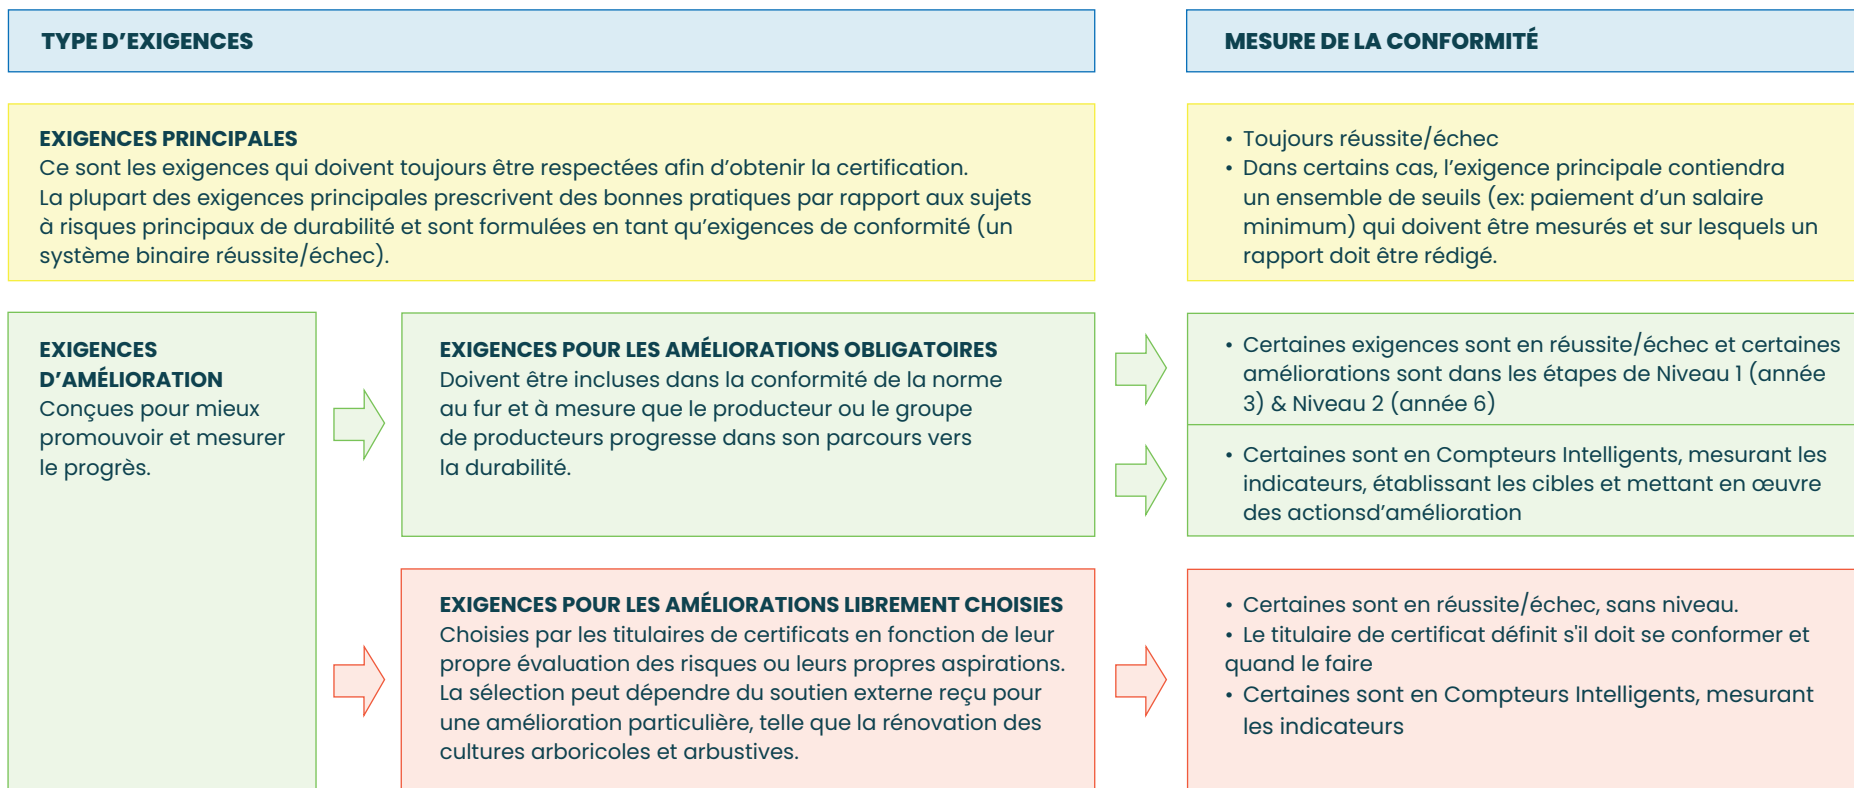 TYPE D’EXIGENCES
MESURE DE LA CONFORMITÉ
EXIGENCES PRINCIPALES
Ce sont les exigences qui doivent toujours être respectées afin d’obtenir la certification.
La plupart des exigences principales prescrivent des bonnes pratiques par rapport aux sujets
à risques principaux de durabilité et sont formulées en tant qu’exigences de conformité (un
système binaire réussite/échec).
• Toujours réussite/échec
• Dans certains cas, l’exigence principale contiendra
un ensemble de seuils (ex: paiement d’un salaire
minimum) qui doivent être mesurés et sur lesquels un
rapport doit être rédigé.
EXIGENCES
D’AMÉLIORATION
Conçues pour mieux
promouvoir et mesurer
le progrès.
EXIGENCES POUR LES AMÉLIORATIONS OBLIGATOIRES
Doivent être incluses dans la conformité de la norme
au fur et à mesure que le producteur ou le groupe
de producteurs progresse dans son parcours vers
la durabilité.
• Certaines exigences sont en réussite/échec et certaines
améliorations sont dans les étapes de Niveau 1 (année
3) & Niveau 2 (année 6)
• Certaines sont en Compteurs Intelligents, mesurant les
indicateurs, établissant les cibles et mettant en œuvre
des actionsd’amélioration
EXIGENCES POUR LES AMÉLIORATIONS LIBREMENT CHOISIES
Choisies par les titulaires de certificats en fonction de leur
propre évaluation des risques ou leurs propres aspirations.
La sélection peut dépendre du soutien externe reçu pour
une amélioration particulière, telle que la rénovation des
cultures arboricoles et arbustives.
• Certaines sont en réussite/échec, sans niveau.
• Le titulaire de certificat définit s'il doit se conformer et
quand le faire
• Certaines sont en Compteurs Intelligents, mesurant
les indicateurs